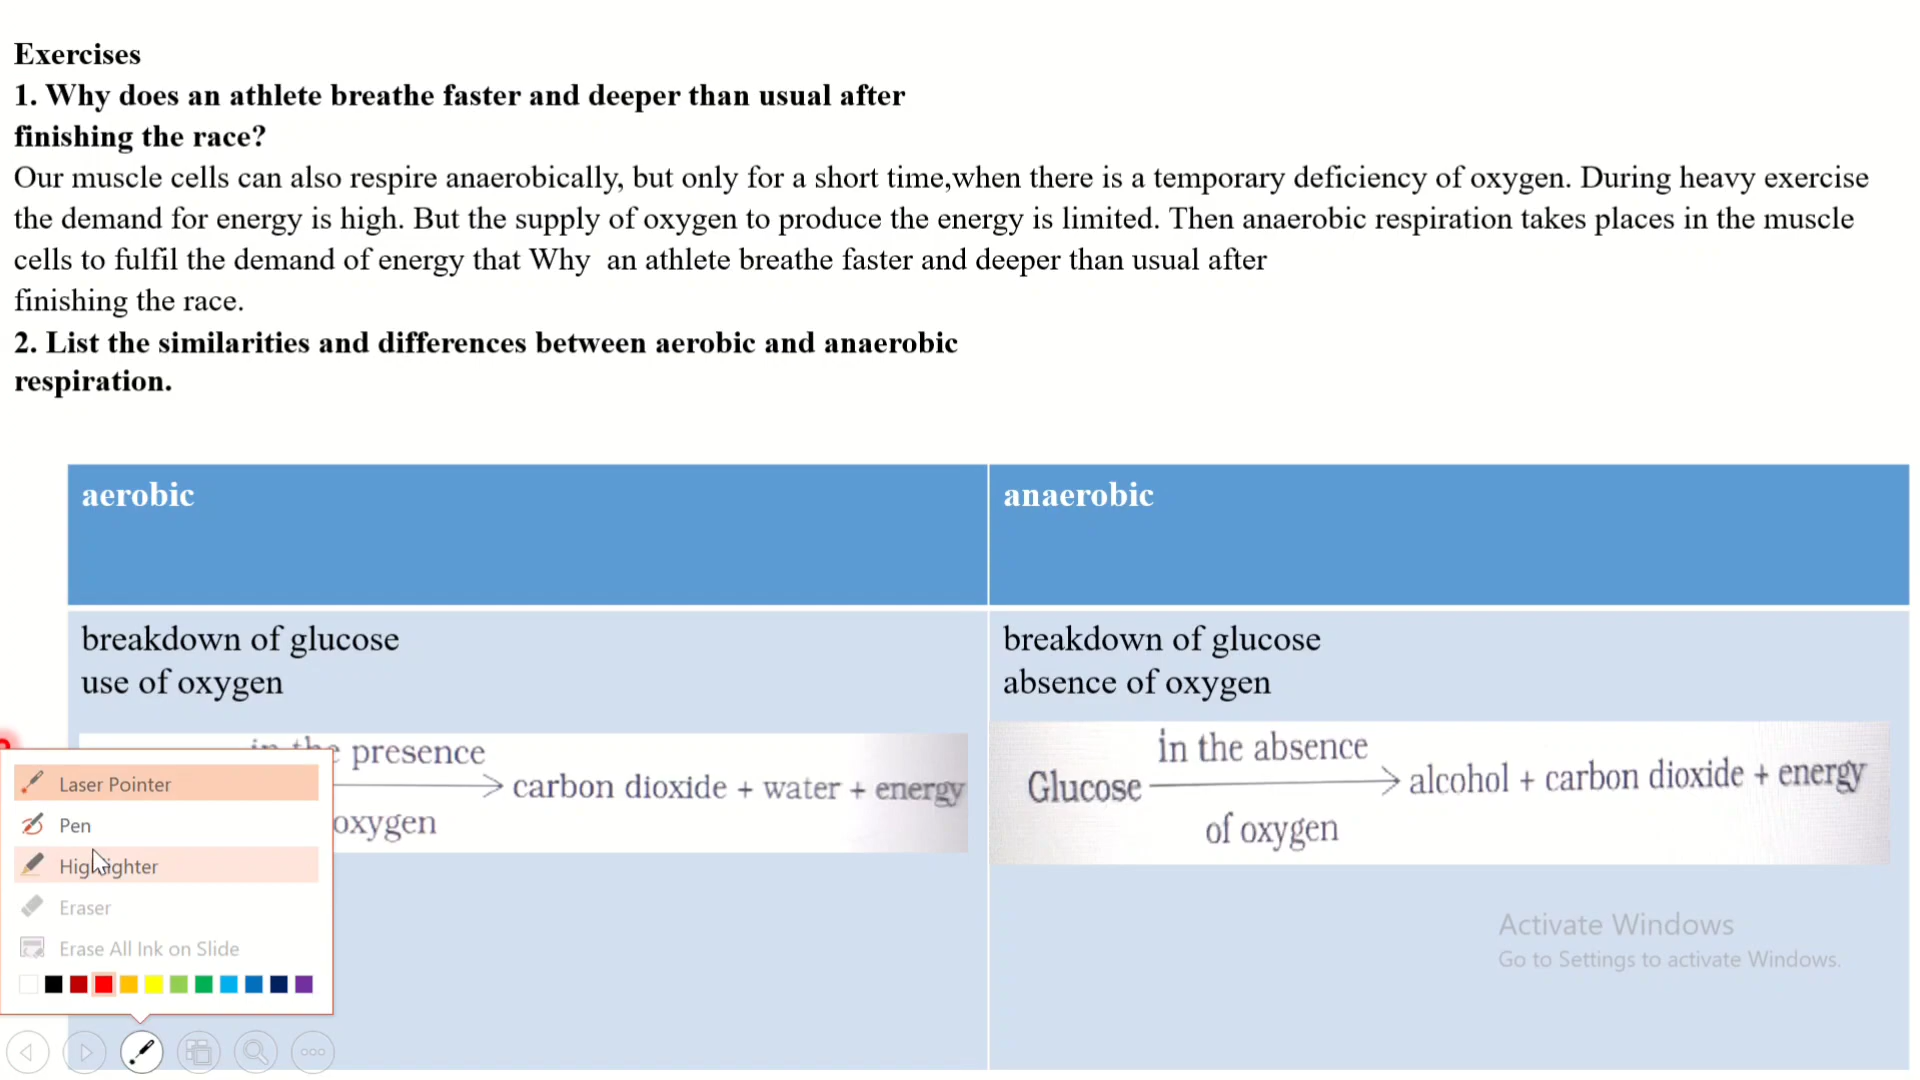 Exercises
1. Why does an athlete breathe faster and deeper than usual after
finishing the race?
Our muscle cells can also respire anaerobically, but only for a short time,when there is a temporary deficiency of oxygen. During heavy exercise
the demand for energy is high. But the supply of oxygen to produce the energy is limited. Then anaerobic respiration takes places in the muscle
cells to fulfil the demand of energy that Why an athlete breathe faster and deeper than usual after
finishing the race.
2. List the similarities and differences between aerobic and anaerobic
respiration.
aerobic
anaerobic
breakdown of glucose
use of oxygen
presence
carbon dioxide + water + energy
oxygen
breakdown of glucose
absence of oxygen
in the absence
Glucose
alcohol + carbon dioxide + energy
of oxygen
Laser Pointer
Pen
Highlighter
Eraser
Erase All Ink on Slide
Activate Windows
Go to Settings to activate Windows.